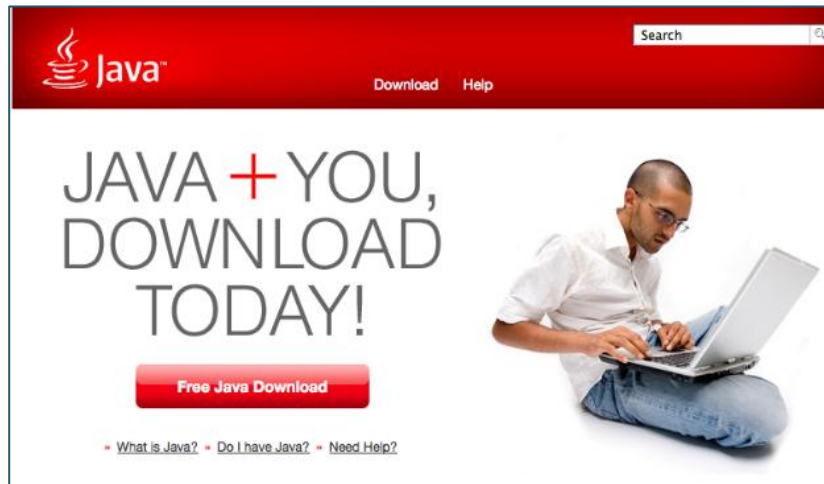 Java™
Search
Download Help
JAVA + YOU,
DOWNLOAD
TODAY!
Free Java Download
» What is Java? » Do I have Java? » Need Help?